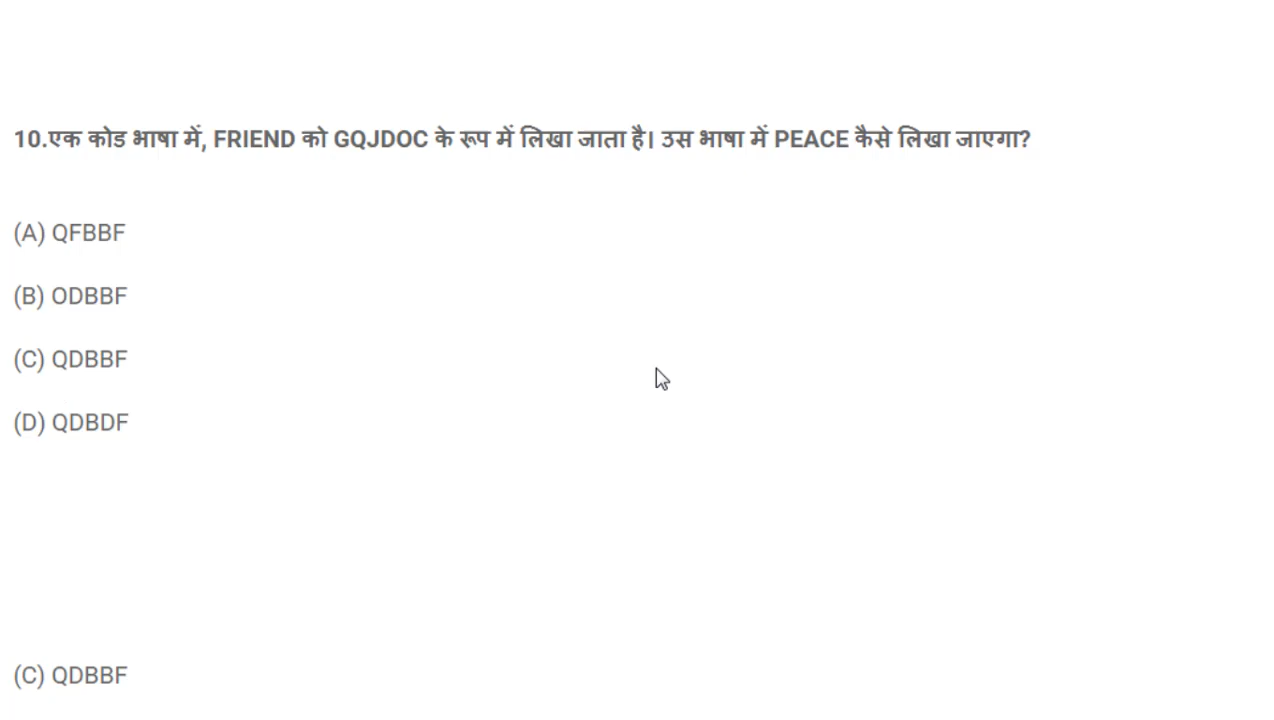 10.एक कोड भाषा में, FRIEND को GQJDOC के रूप में लिखा जाता है। उस भाषा में PEACE कैसे लिखा जाएगा?
(A) QFBBF
(B) ODBBF
(C) QDBBF
(D) QDBDF
(C) QDBBF